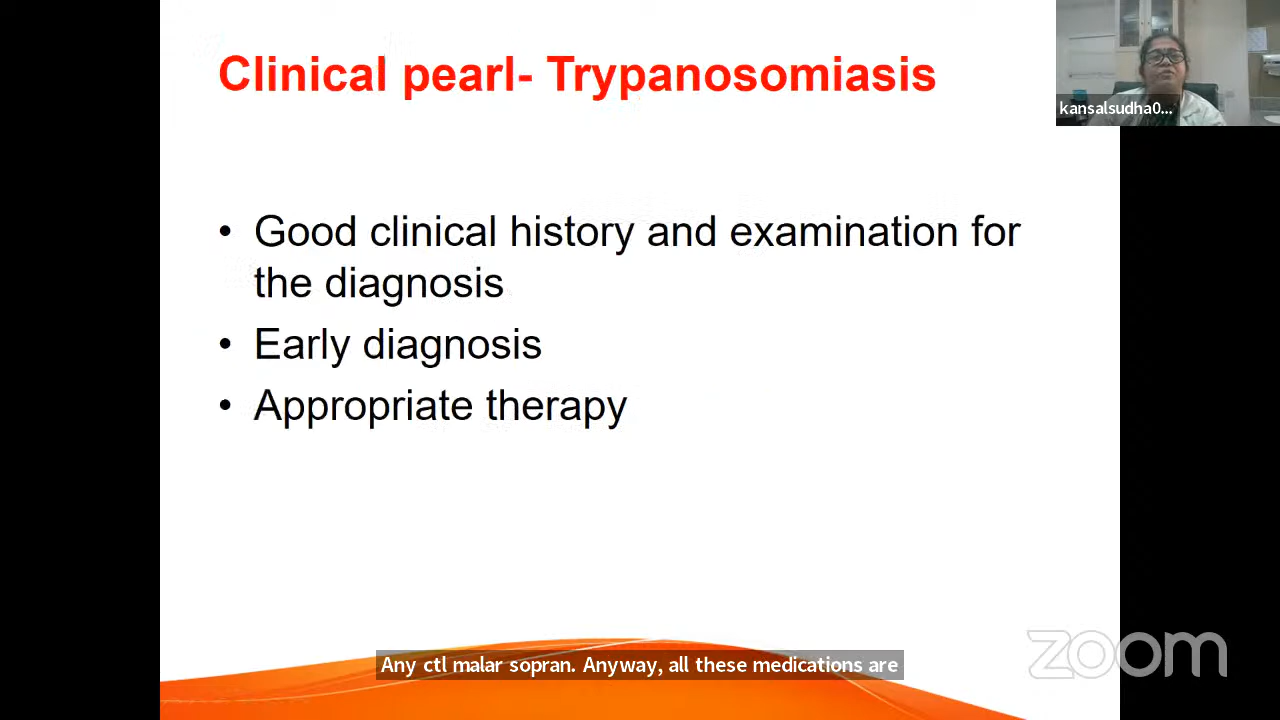 Clinical pearl- Trypanosomiasis
kansalsudha0...
• Good clinical history and examination for
the diagnosis
• Early diagnosis
• Appropriate therapy
zoom
Any ctl malar sopran. Anyway, all these medications are